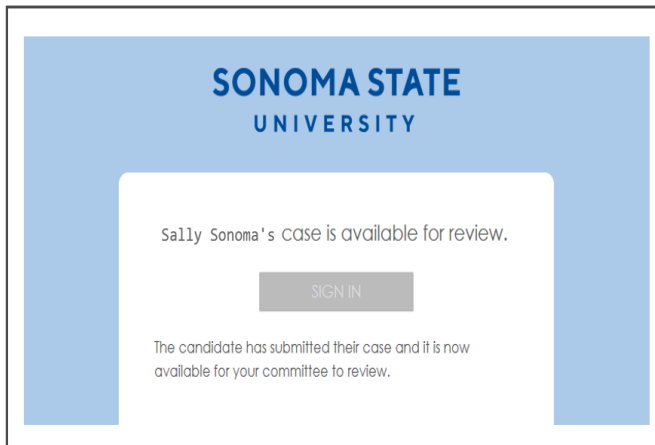 SONOMA STATE
UNIVERSITY
Sally Sonoma's case is available for review.
SIGN IN
The candidate has submitted their case and it is now
available for your committee to review.